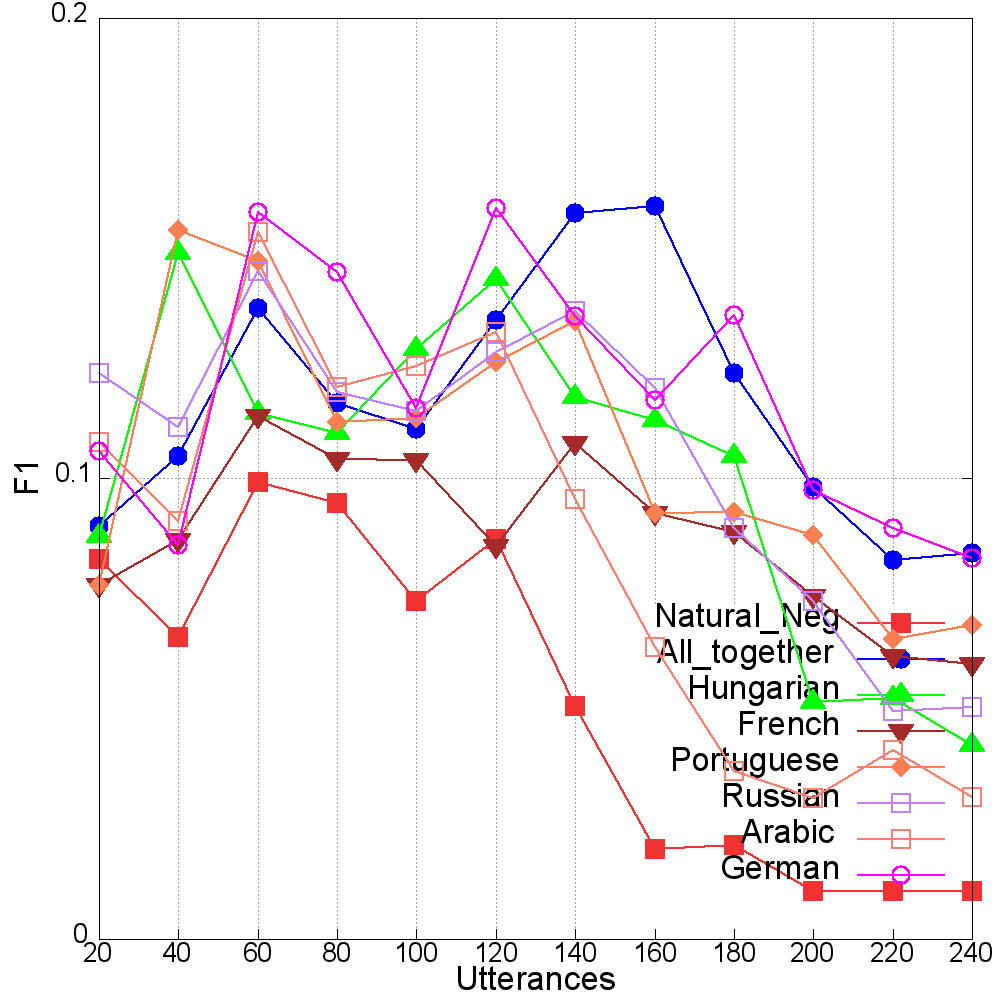 0.2
0.1
0
F1
Natural_Neg
All_together
Hungarian
French
Portuguese
Russian
Arabic
German
20 40 60 80 100 120 140 160 180 200 220 240
Utterances